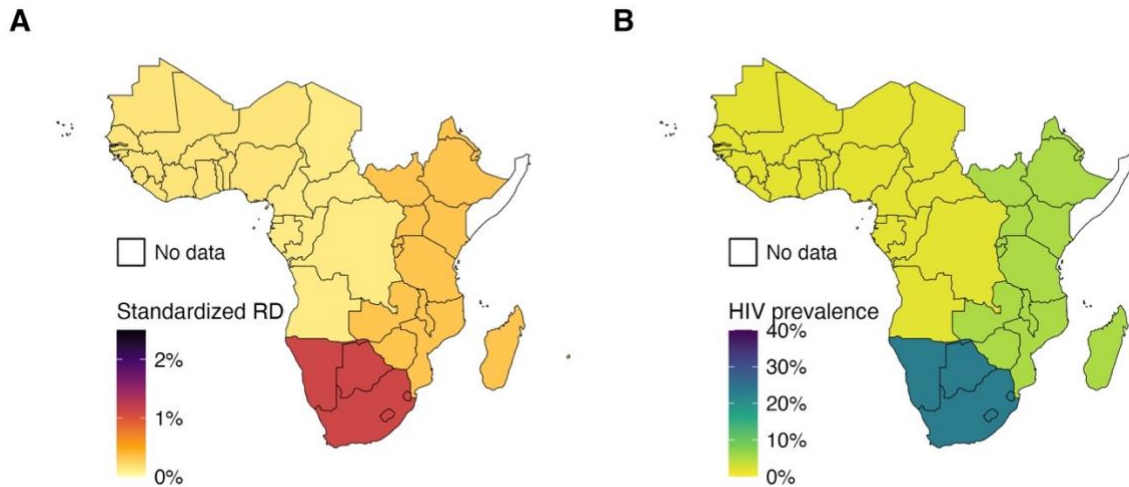 A
B
No data
Standardized RD
2%
1%
0%
No data
HIV prevalence
40%
30%
20%
10%
0%